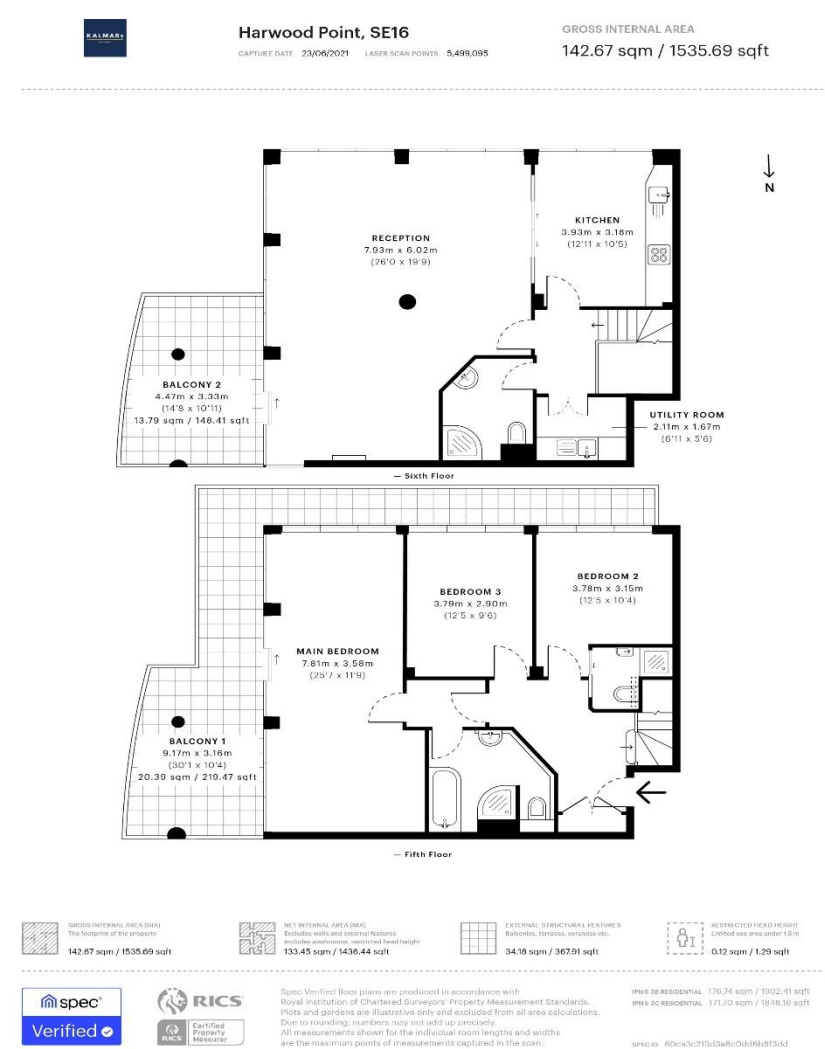 KALMARs
Harwood Point, SE16
CAPTURE DATE 23/06/2021 LASER SCAN POINTS 5,499,095
GROSS INTERNAL AREA
142.67 sqm / 1535.69 sqft
N
RECEPTION
7.93m x 6.02m
(26'0 x 19'9)
KITCHEN
3.93m x 3.18m
(12'11 x 10'5)
BALCONY 2
4.47m x 3.33m
(14'8 x 10'11)
13.79 sqm / 148.41 sqft
UTILITY ROOM
2.11m x 1.67m
(6'11 x 5'6)
— Sixth Floor
BEDROOM 2
3.78m x 3.15m
(12'5 x 10'4)
BEDROOM 3
3.79m x 2.90m
(12'5 x 9'6)
MAIN BEDROOM
7.81m x 3.58m
(25'7 x 11'9)
BALCONY 1
9.17m x 3.16m
(30'1 x 10'4)
20.39 sqm / 219.47 sqft
— Fifth Floor
GROSS INTERNAL AREA (GIA)
The footprint of the property
142.67 sqm / 1535.69 sqft
NET INTERNAL AREA (NIA)
Excludes walls and external features
Includes washrooms, restricted head height
133.45 sqm / 1436.44 sqft
EXTERNAL STRUCTURAL FEATURES
Balconies, terraces, verandas etc.
34.18 sqm / 367.91 sqft
RESTRICTED HEAD HEIGHT
Limited use area under 1.5 m
0.12 sqm / 1.29 sqft
spec
Verified
RICS
RICS
Certified
Property
Measurer
Spec Verified floor plans are produced in accordance with
Royal Institution of Chartered Surveyors' Property Measurement Standards.
Plots and gardens are illustrative only and excluded from all area calculations.
Due to rounding, numbers may not add up precisely.
All measurements shown for the individual room lengths and widths
are the maximum points of measurements captured in the scan.
IPMS 3B RESIDENTIAL 176.74 sqm / 1902.41 sqft
IPMS 3C RESIDENTIAL 171.70 sqm / 1848.16 sqft
SPEC ID 60ca3c213d3a8c0dd6b8f3dd